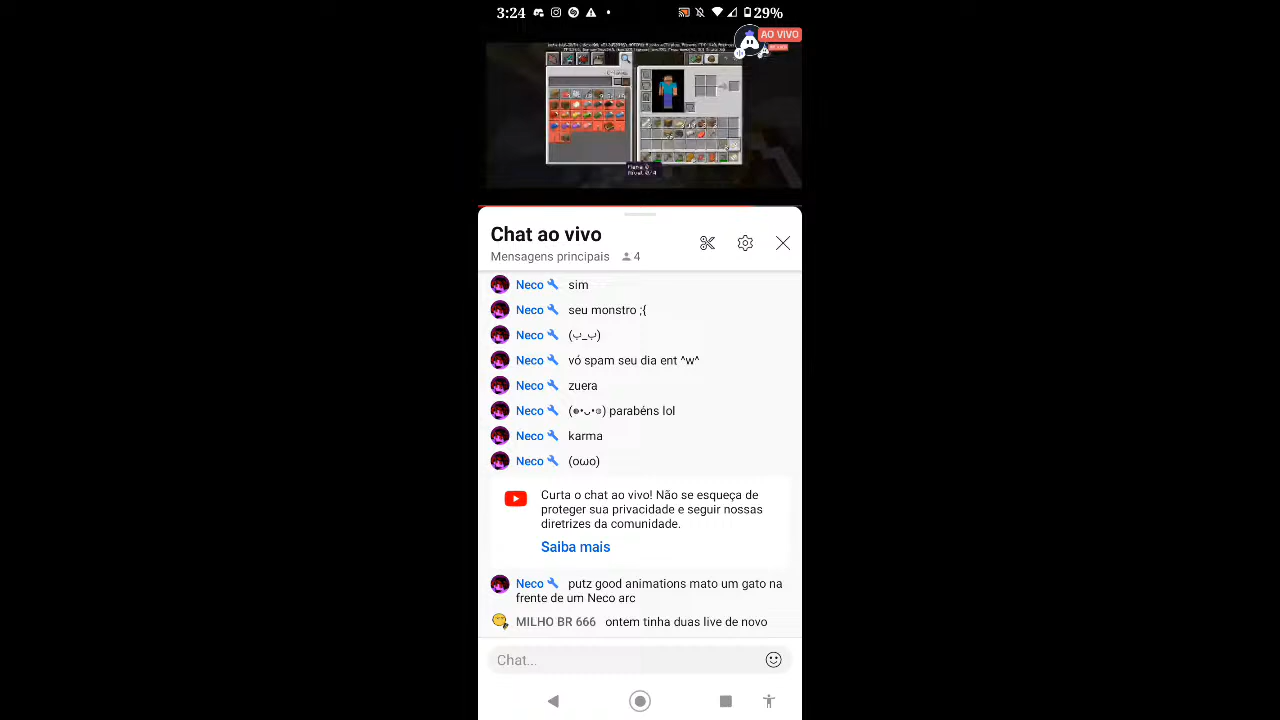 3:24
29%
AO VIVO
Chat ao vivo
Mensagens principais 4
Neco sim
Neco seu monstro ;{
Neco (ب_ب)
Neco vó spam seu dia ent ^w^
Neco zuera
Neco (๑•ᴗ•๑) parabéns lol
Neco karma
Neco (oωo)
Curta o chat ao vivo! Não se esqueça de
proteger sua privacidade e seguir nossas
diretrizes da comunidade.
Saiba mais
Neco putz good animations mato um gato na
frente de um Neco arc
MILHO BR 666 ontem tinha duas live de novo
Chat...